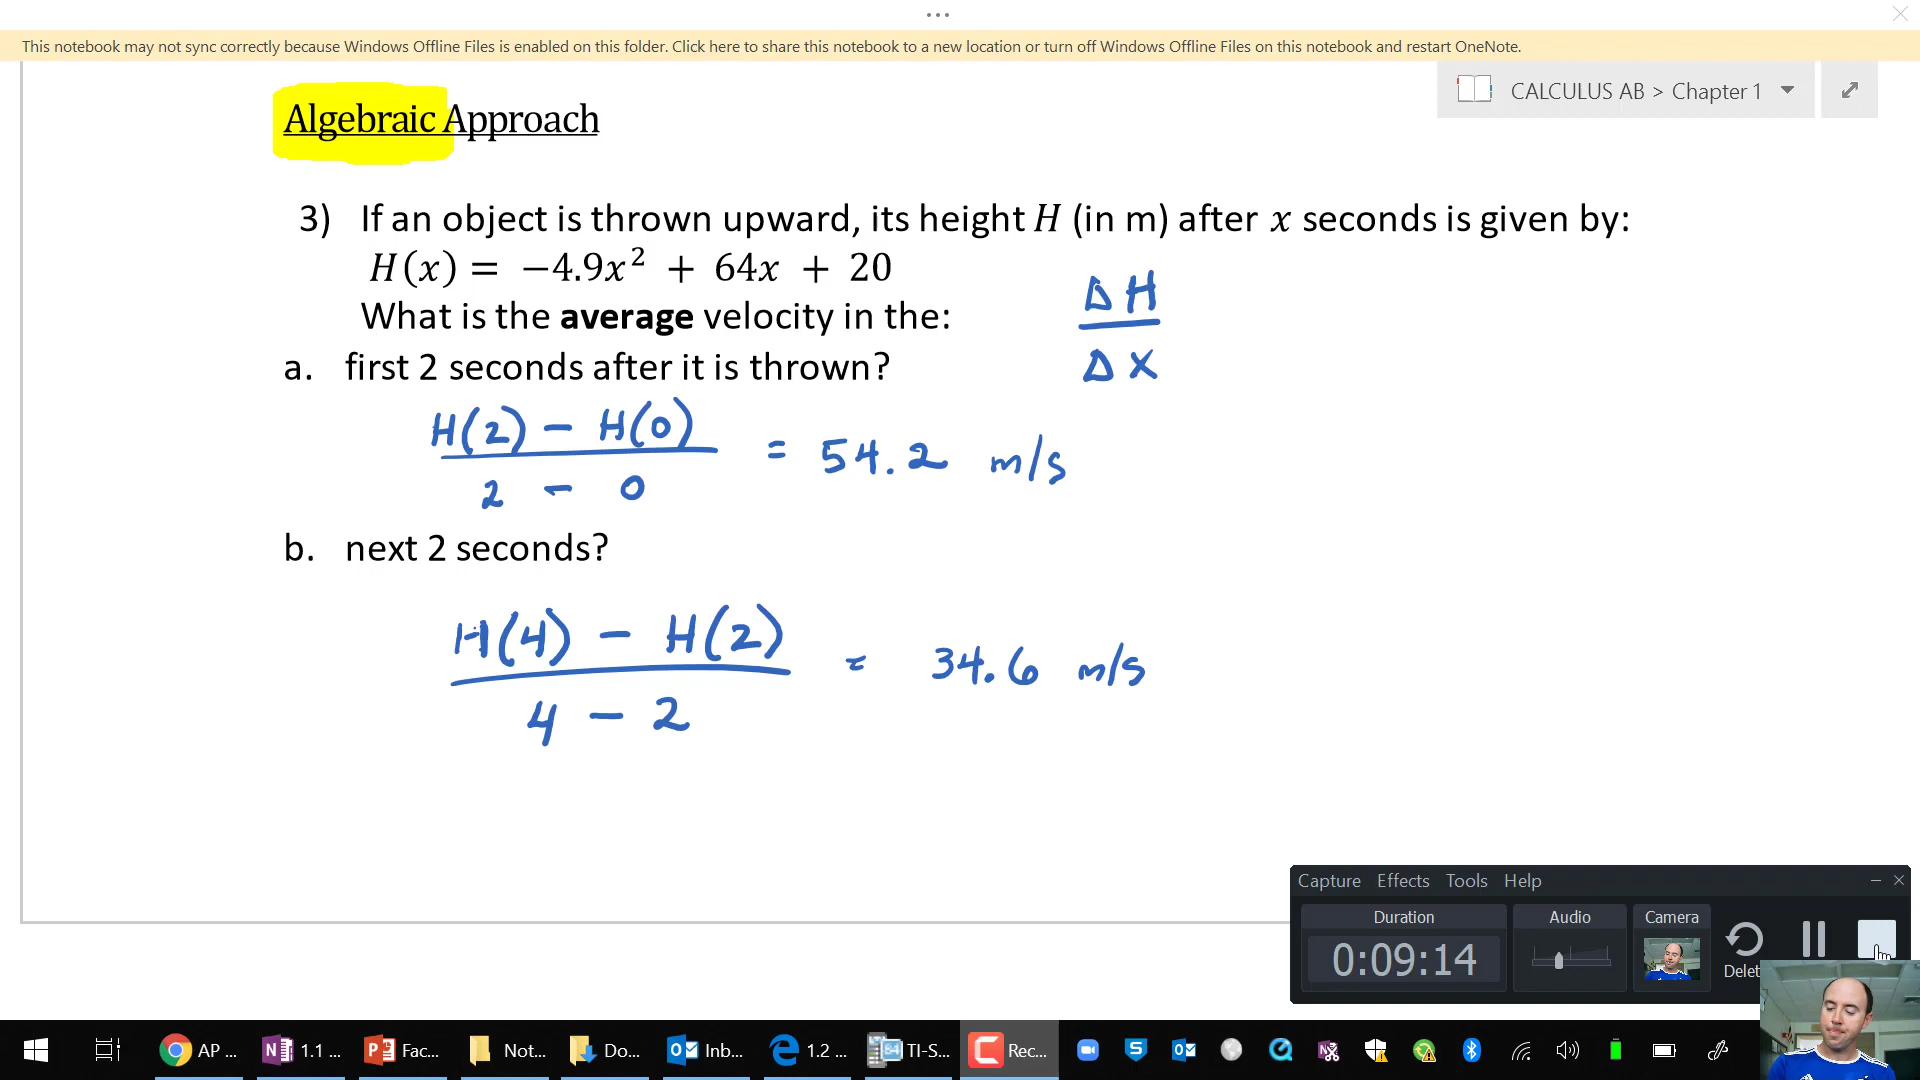 This notebook may not sync correctly because Windows Offline Files is enabled on this folder. Click here to share this notebook to a new location or turn off Windows Offline Files on this notebook and restart OneNote.
CALCULUS AB > Chapter 1
Algebraic Approach
3) If an object is thrown upward, its height H (in m) after x seconds is given by:
H(x) = −4.9x² + 64x + 20
What is the average velocity in the:
ΔH
ΔX
a. first 2 seconds after it is thrown?
H(2) − H(0)
2 − 0
= 54.2 m/s
b. next 2 seconds?
H(4) − H(2)
4 − 2
= 34.6 m/s
Capture Effects Tools Help
Duration Audio Camera
0:09:14
Delet
AP ... 1.1 ... Fac... Not... Do... Inb... 1.2 ... TI-S... Rec...